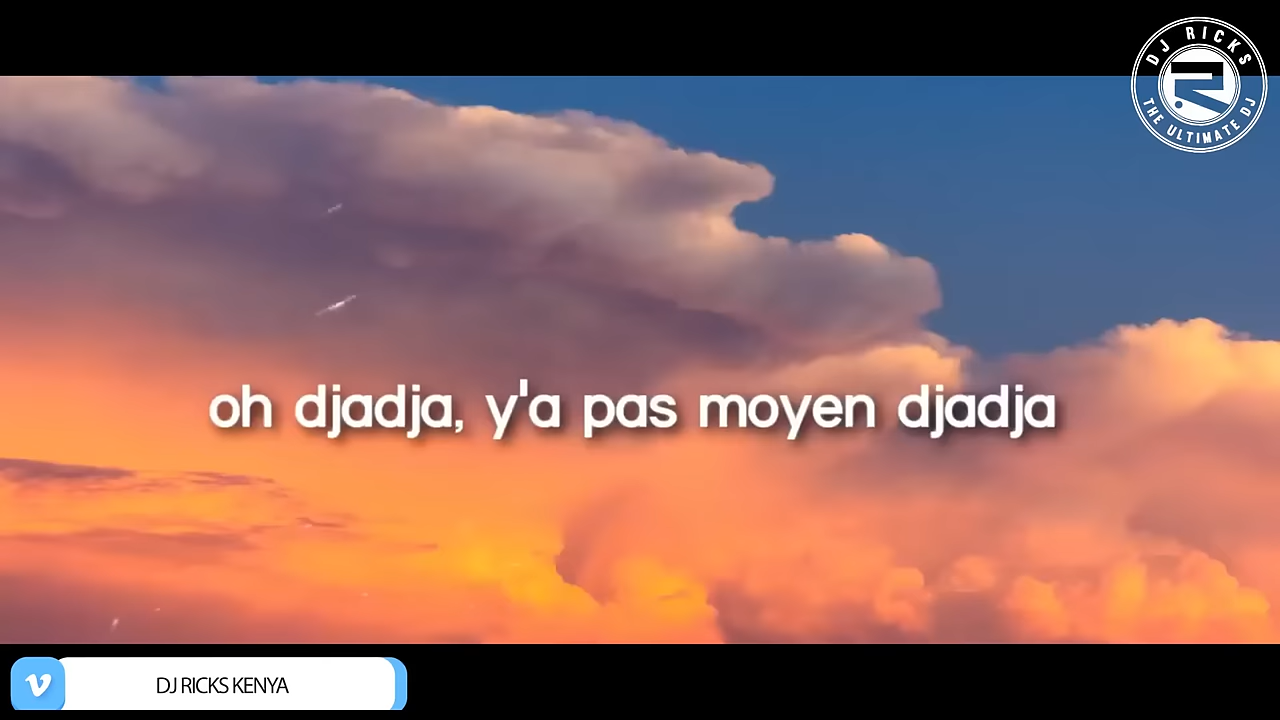 DJ RICKS
THE ULTIMATE DJ
oh djadja, y'a pas moyen djadja
DJ RICKS KENYA